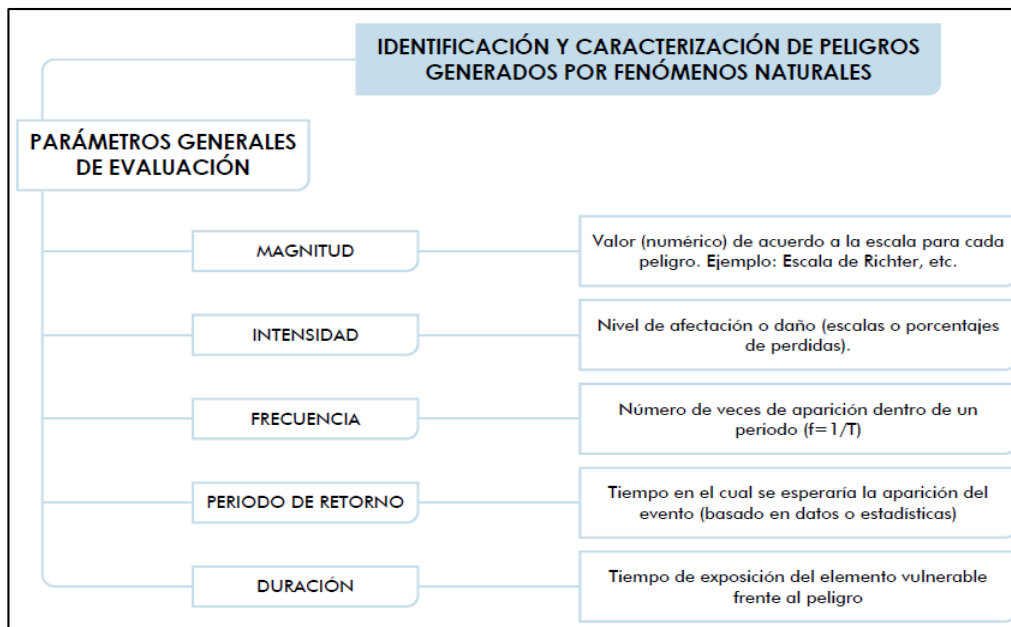 IDENTIFICACIÓN Y CARACTERIZACIÓN DE PELIGROS
GENERADOS POR FENÓMENOS NATURALES
PARÁMETROS GENERALES
DE EVALUACIÓN
MAGNITUD
Valor (numérico) de acuerdo a la escala para cada
peligro. Ejemplo: Escala de Richter, etc.
INTENSIDAD
Nivel de afectación o daño (escalas o porcentajes
de perdidas).
FRECUENCIA
Número de veces de aparición dentro de un
periodo (f=1/T)
PERIODO DE RETORNO
Tiempo en el cual se esperaría la aparición del
evento (basado en datos o estadísticas)
DURACIÓN
Tiempo de exposición del elemento vulnerable
frente al peligro